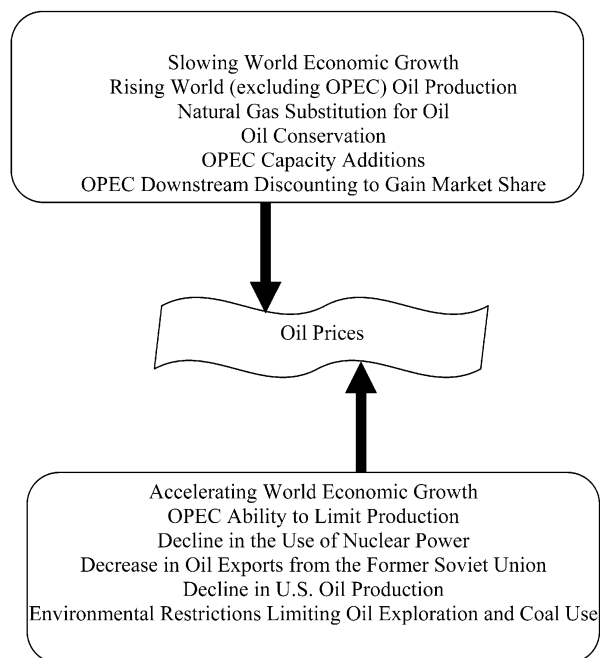 Slowing World Economic Growth
Rising World (excluding OPEC) Oil Production
Natural Gas Substitution for Oil
Oil Conservation
OPEC Capacity Additions
OPEC Downstream Discounting to Gain Market Share
Oil Prices
Accelerating World Economic Growth
OPEC Ability to Limit Production
Decline in the Use of Nuclear Power
Decrease in Oil Exports from the Former Soviet Union
Decline in U.S. Oil Production
Environmental Restrictions Limiting Oil Exploration and Coal Use